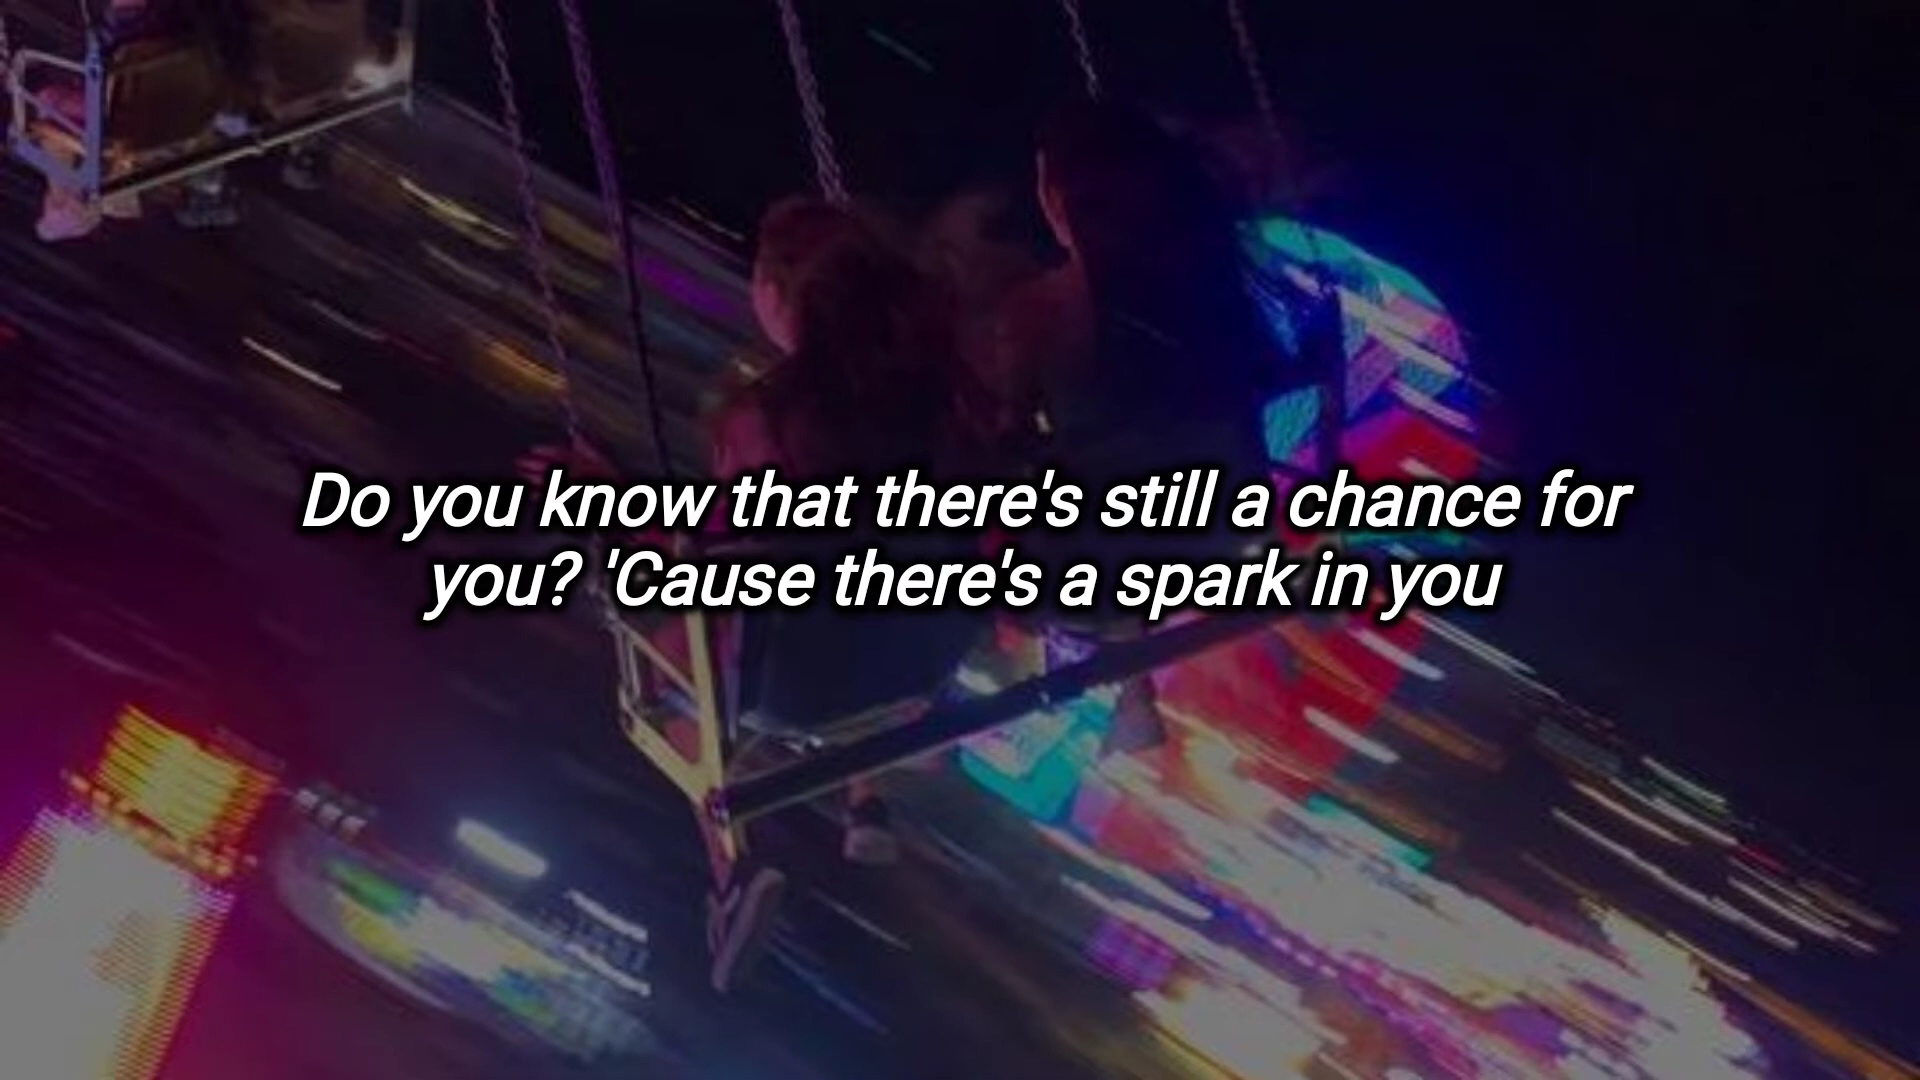 Do you know that there's still a chance for
you? 'Cause there's a spark in you